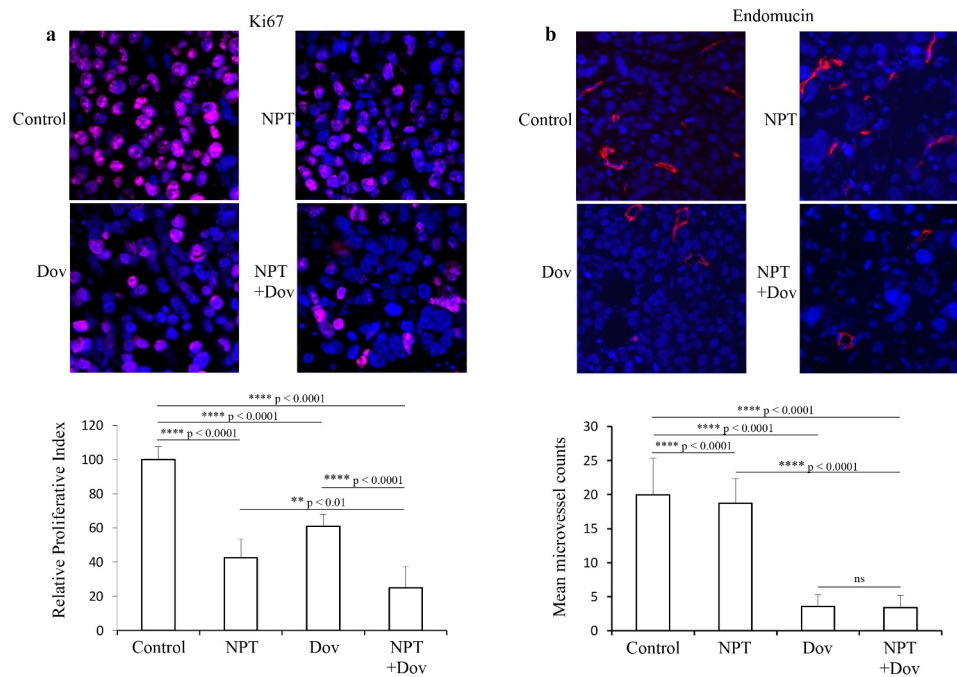 Ki67
a
Control
NPT
Dov
NPT
+Dov
**** p < 0.0001
**** p < 0.0001
**** p < 0.0001
**** p < 0.0001
** p < 0.01
Relative Proliferative Index
120
100
80
60
40
20
0
Control
NPT
Dov
NPT
+Dov
Endomucin
b
Control
NPT
Dov
NPT
+Dov
**** p < 0.0001
**** p < 0.0001
**** p < 0.0001
**** p < 0.0001
ns
Mean microvessel counts
30
25
20
15
10
5
0
Control
NPT
Dov
NPT
+Dov